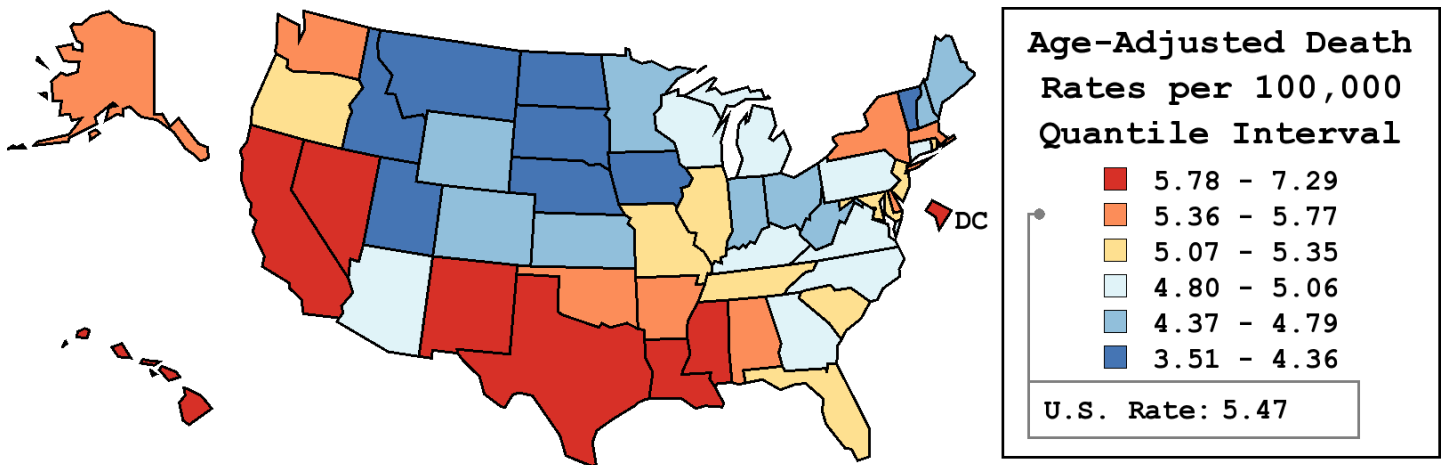 DC
Age-Adjusted Death
Rates per 100,000
Quantile Interval
5.78 - 7.29
5.36 - 5.77
5.07 - 5.35
4.80 - 5.06
4.37 - 4.79
3.51 - 4.36
U.S. Rate: 5.47